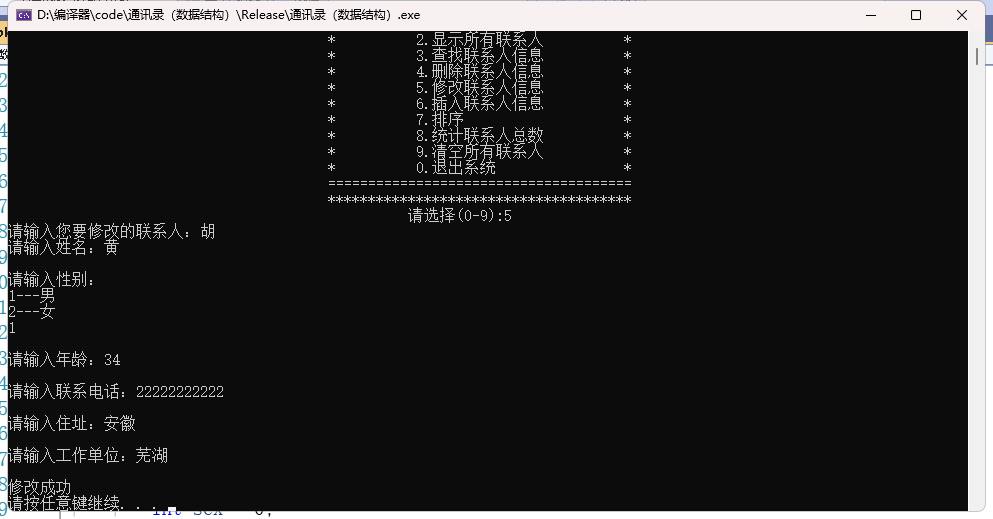 D:\编译器\code\通讯录（数据结构）\Release\通讯录（数据结构）.exe
* 2.显示所有联系人 *
* 3.查找联系人信息 *
* 4.删除联系人信息 *
* 5.修改联系人信息 *
* 6.插入联系人信息 *
* 7.排序 *
* 8.统计联系人总数 *
* 9.清空所有联系人 *
* 0.退出系统 *
======================================
**************************************
请选择(0-9):5
请输入您要修改的联系人：胡
请输入姓名：黄
请输入性别：
1---男
2---女
1
请输入年龄：34
请输入联系电话：22222222222
请输入住址：安徽
请输入工作单位：芜湖
修改成功
请按任意键继续. . .